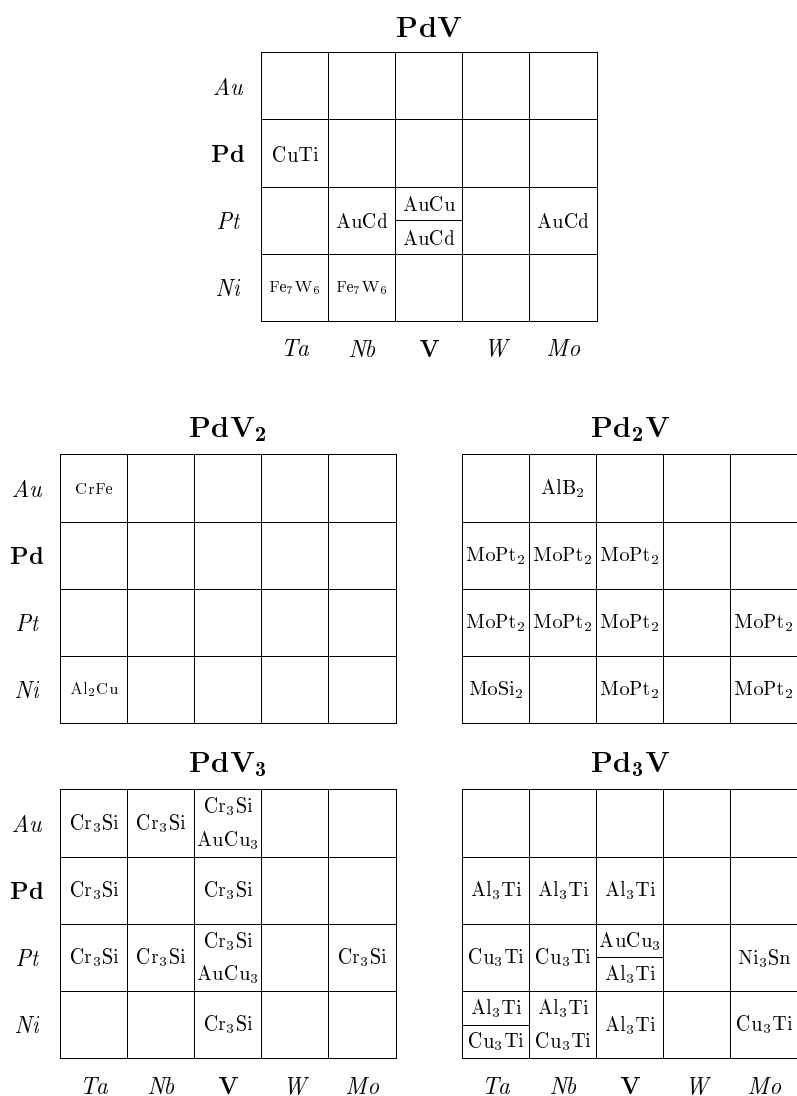 PdV
Au
Pd CuTi
Pt AuCd AuCu AuCd
AuCd
Ni Fe₇W₆ Fe₇W₆
Ta Nb V W Mo
PdV₂ Pd₂V
Au CrFe AlB₂
Pd MoPt₂ MoPt₂ MoPt₂
Pt MoPt₂ MoPt₂ MoPt₂ MoPt₂
Ni Al₂Cu MoSi₂ MoPt₂ MoPt₂
PdV₃ Pd₃V
Au Cr₃Si Cr₃Si Cr₃Si
AuCu₃
Pd Cr₃Si Cr₃Si Al₃Ti Al₃Ti Al₃Ti
Pt Cr₃Si Cr₃Si Cr₃Si Cr₃Si Cu₃Ti Cu₃Ti AuCu₃ Ni₃Sn
AuCu₃ Al₃Ti
Ni Cr₃Si Al₃Ti Al₃Ti Al₃Ti Cu₃Ti
Cu₃Ti Cu₃Ti
Ta Nb V W Mo Ta Nb V W Mo